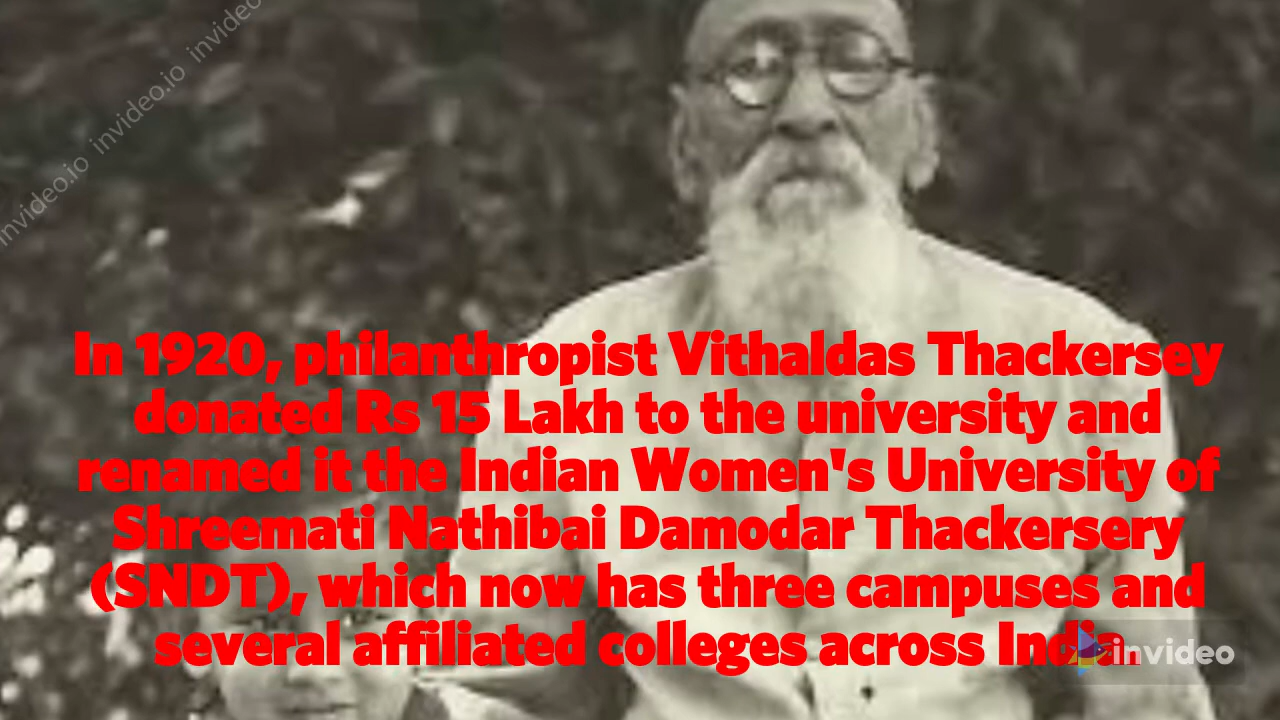 invideo.io invideo.io invideo
In 1920, philanthropist Vithaldas Thackersey
donated Rs 15 Lakh to the university and
renamed it the Indian Women's University of
Shreemati Nathibai Damodar Thackersery
(SNDT), which now has three campuses and
several affiliated colleges across India.
invideo